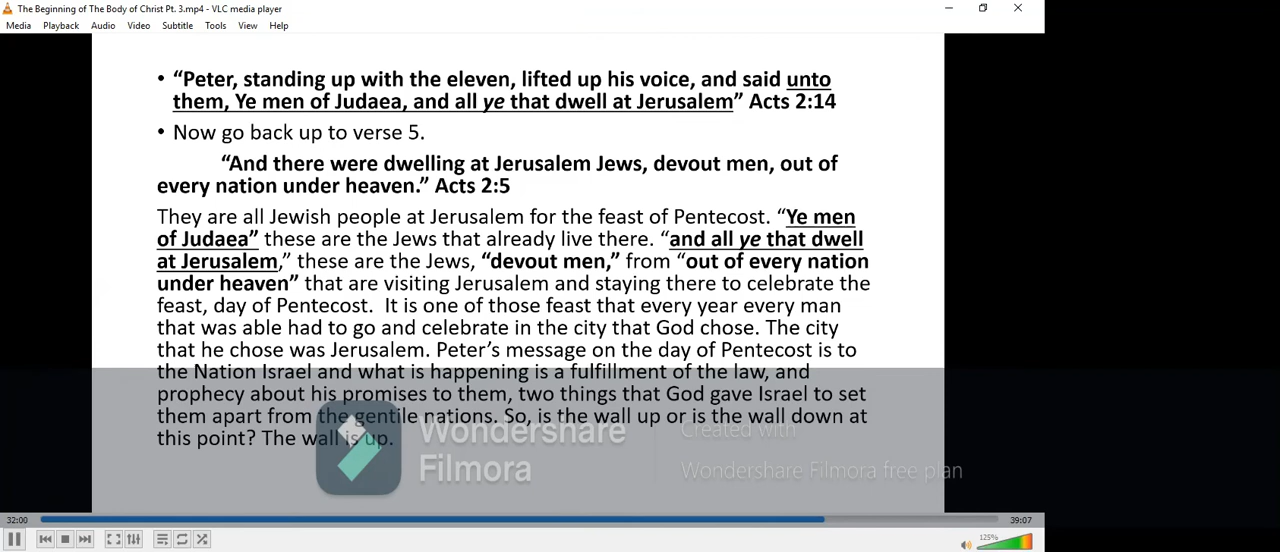 The Beginning of The Body of Christ Pt. 3.mp4 - VLC media player
Media Playback Audio Video Subtitle Tools View Help
• “Peter, standing up with the eleven, lifted up his voice, and said unto
them, Ye men of Judaea, and all ye that dwell at Jerusalem” Acts 2:14
• Now go back up to verse 5.
“And there were dwelling at Jerusalem Jews, devout men, out of
every nation under heaven.” Acts 2:5
They are all Jewish people at Jerusalem for the feast of Pentecost. “Ye men
of Judaea” these are the Jews that already live there. “and all ye that dwell
at Jerusalem,” these are the Jews, “devout men,” from “out of every nation
under heaven” that are visiting Jerusalem and staying there to celebrate the
feast, day of Pentecost. It is one of those feast that every year every man
that was able had to go and celebrate in the city that God chose. The city
that he chose was Jerusalem. Peter’s message on the day of Pentecost is to
the Nation Israel and what is happening is a fulfillment of the law, and
prophecy about his promises to them, two things that God gave Israel to set
them apart from the gentile nations. So, is the wall up or is the wall down at
this point? The wall is up.
Wondershare
Filmora
Created with
Wondershare Filmora free plan
32:00
39:07
125%